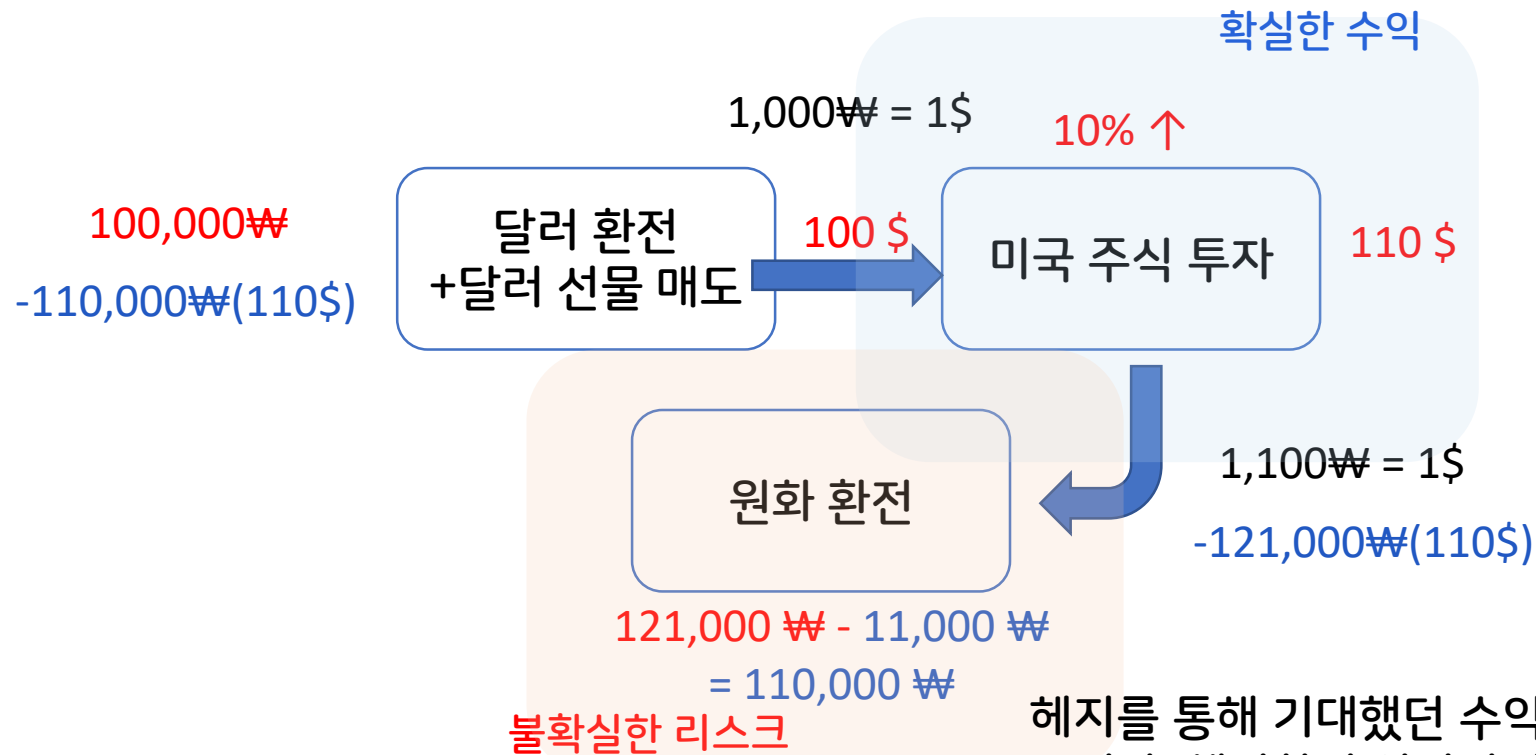 확실한 수익
1,000₩ = 1$
10% ↑
100,000₩
-110,000₩(110$)
달러 환전
+달러 선물 매도
100 $
미국 주식 투자
110 $
원화 환전
1,100₩ = 1$
-121,000₩(110$)
121,000 ₩ - 11,000 ₩
= 110,000 ₩
불확실한 리스크
헤지를 통해 기대했던 수익